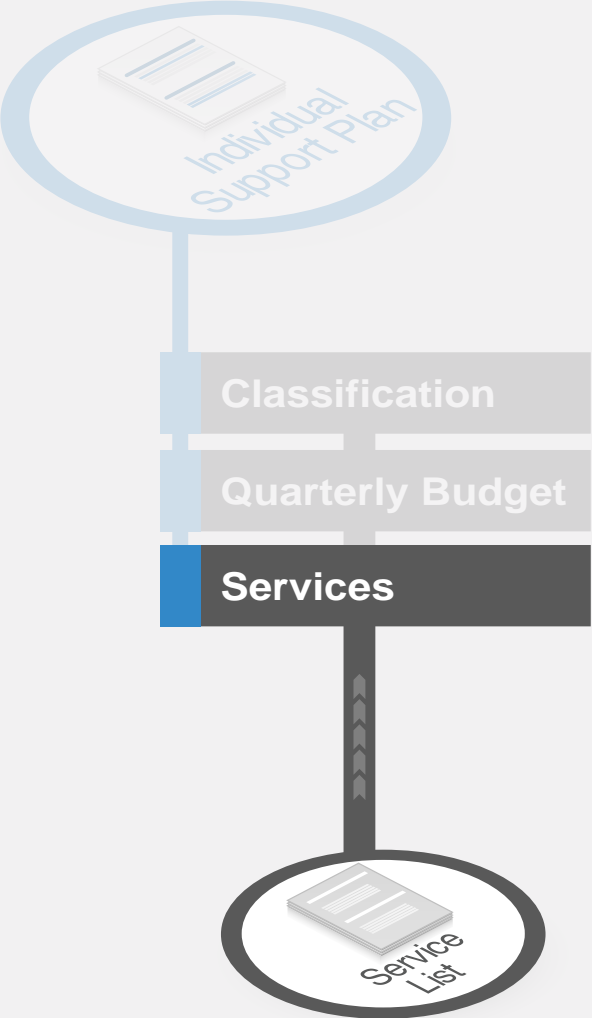 Individual
Support Plan
Classification
Quarterly Budget
Services
Service
List